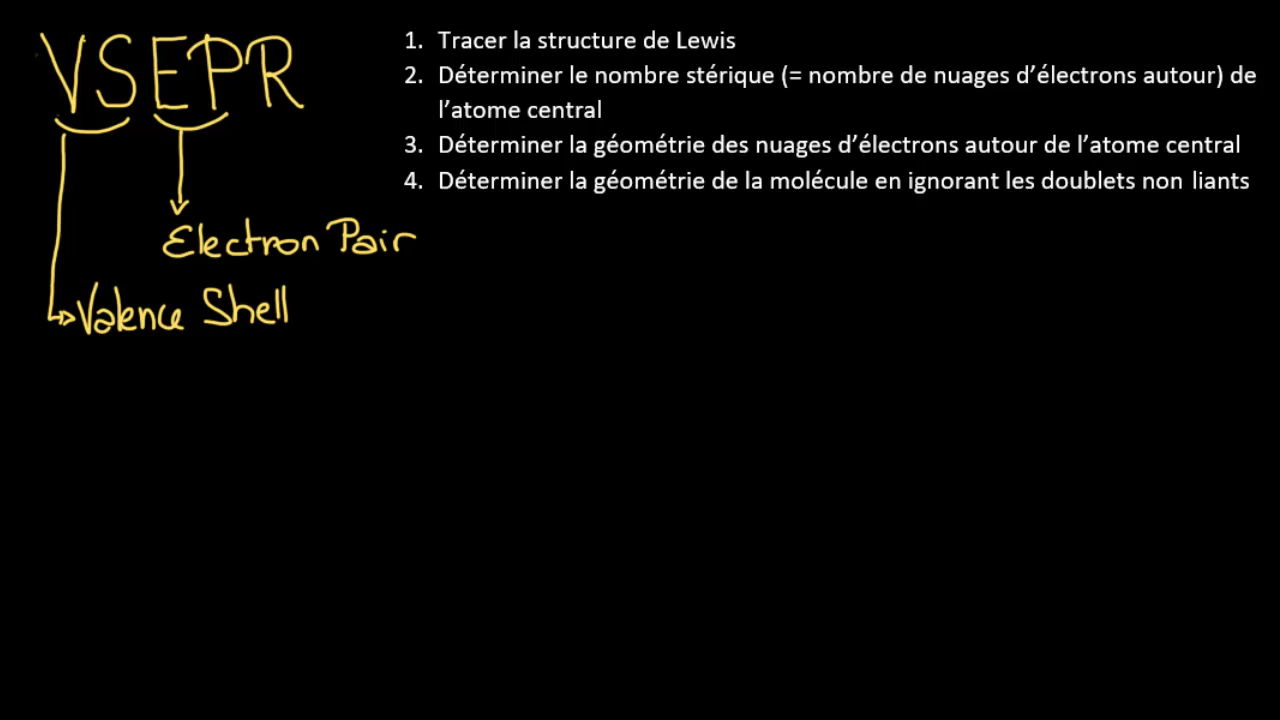 VSEPR
1. Tracer la structure de Lewis
2. Déterminer le nombre stérique (= nombre de nuages d’électrons autour) de
l’atome central
3. Déterminer la géométrie des nuages d’électrons autour de l’atome central
4. Déterminer la géométrie de la molécule en ignorant les doublets non liants
Electron Pair
Valence Shell